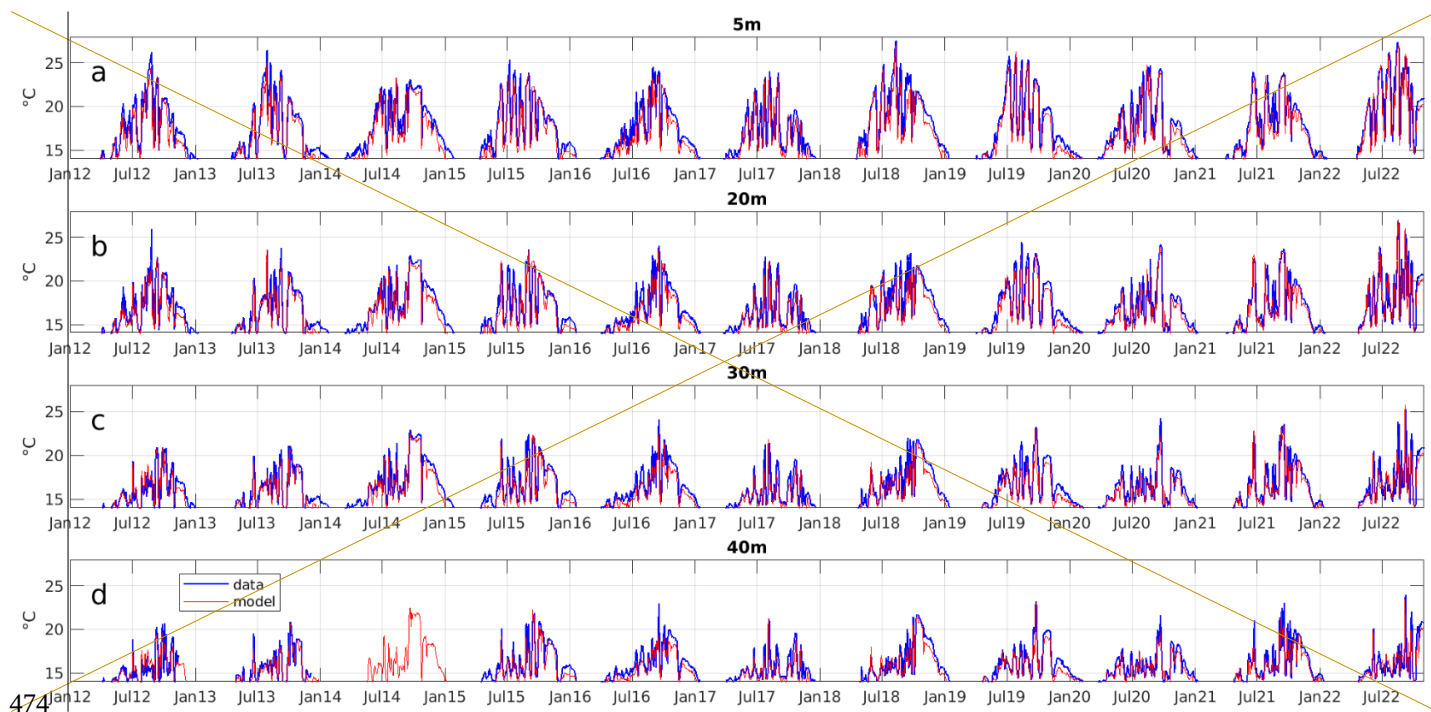 5m
a
°C
25
20
15
Jan12 Jul12 Jan13 Jul13 Jan14 Jul14 Jan15 Jul15 Jan16 Jul16 Jan17 Jul17 Jan18 Jul18 Jan19 Jul19 Jan20 Jul20 Jan21 Jul21 Jan22 Jul22
20m
b
°C
25
20
15
Jan12 Jul12 Jan13 Jul13 Jan14 Jul14 Jan15 Jul15 Jan16 Jul16 Jan17 Jul17 Jan18 Jul18 Jan19 Jul19 Jan20 Jul20 Jan21 Jul21 Jan22 Jul22
30m
c
°C
25
20
15
Jan12 Jul12 Jan13 Jul13 Jan14 Jul14 Jan15 Jul15 Jan16 Jul16 Jan17 Jul17 Jan18 Jul18 Jan19 Jul19 Jan20 Jul20 Jan21 Jul21 Jan22 Jul22
40m
d
data
model
°C
25
20
15
Jan12 Jul12 Jan13 Jul13 Jan14 Jul14 Jan15 Jul15 Jan16 Jul16 Jan17 Jul17 Jan18 Jul18 Jan19 Jul19 Jan20 Jul20 Jan21 Jul21 Jan22 Jul22
474